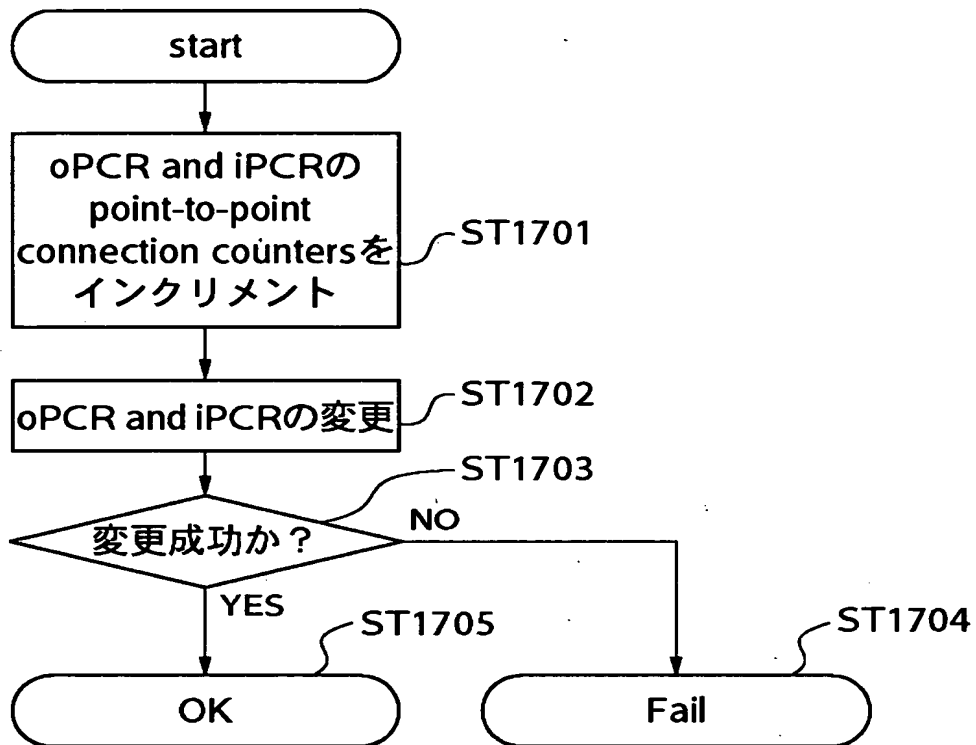 start
oPCR and iPCRの
point-to-point
connection countersを
インクリメント
ST1701
oPCR and iPCRの変更
ST1702
ST1703
変更成功か？
NO
YES
ST1705
ST1704
OK
Fail